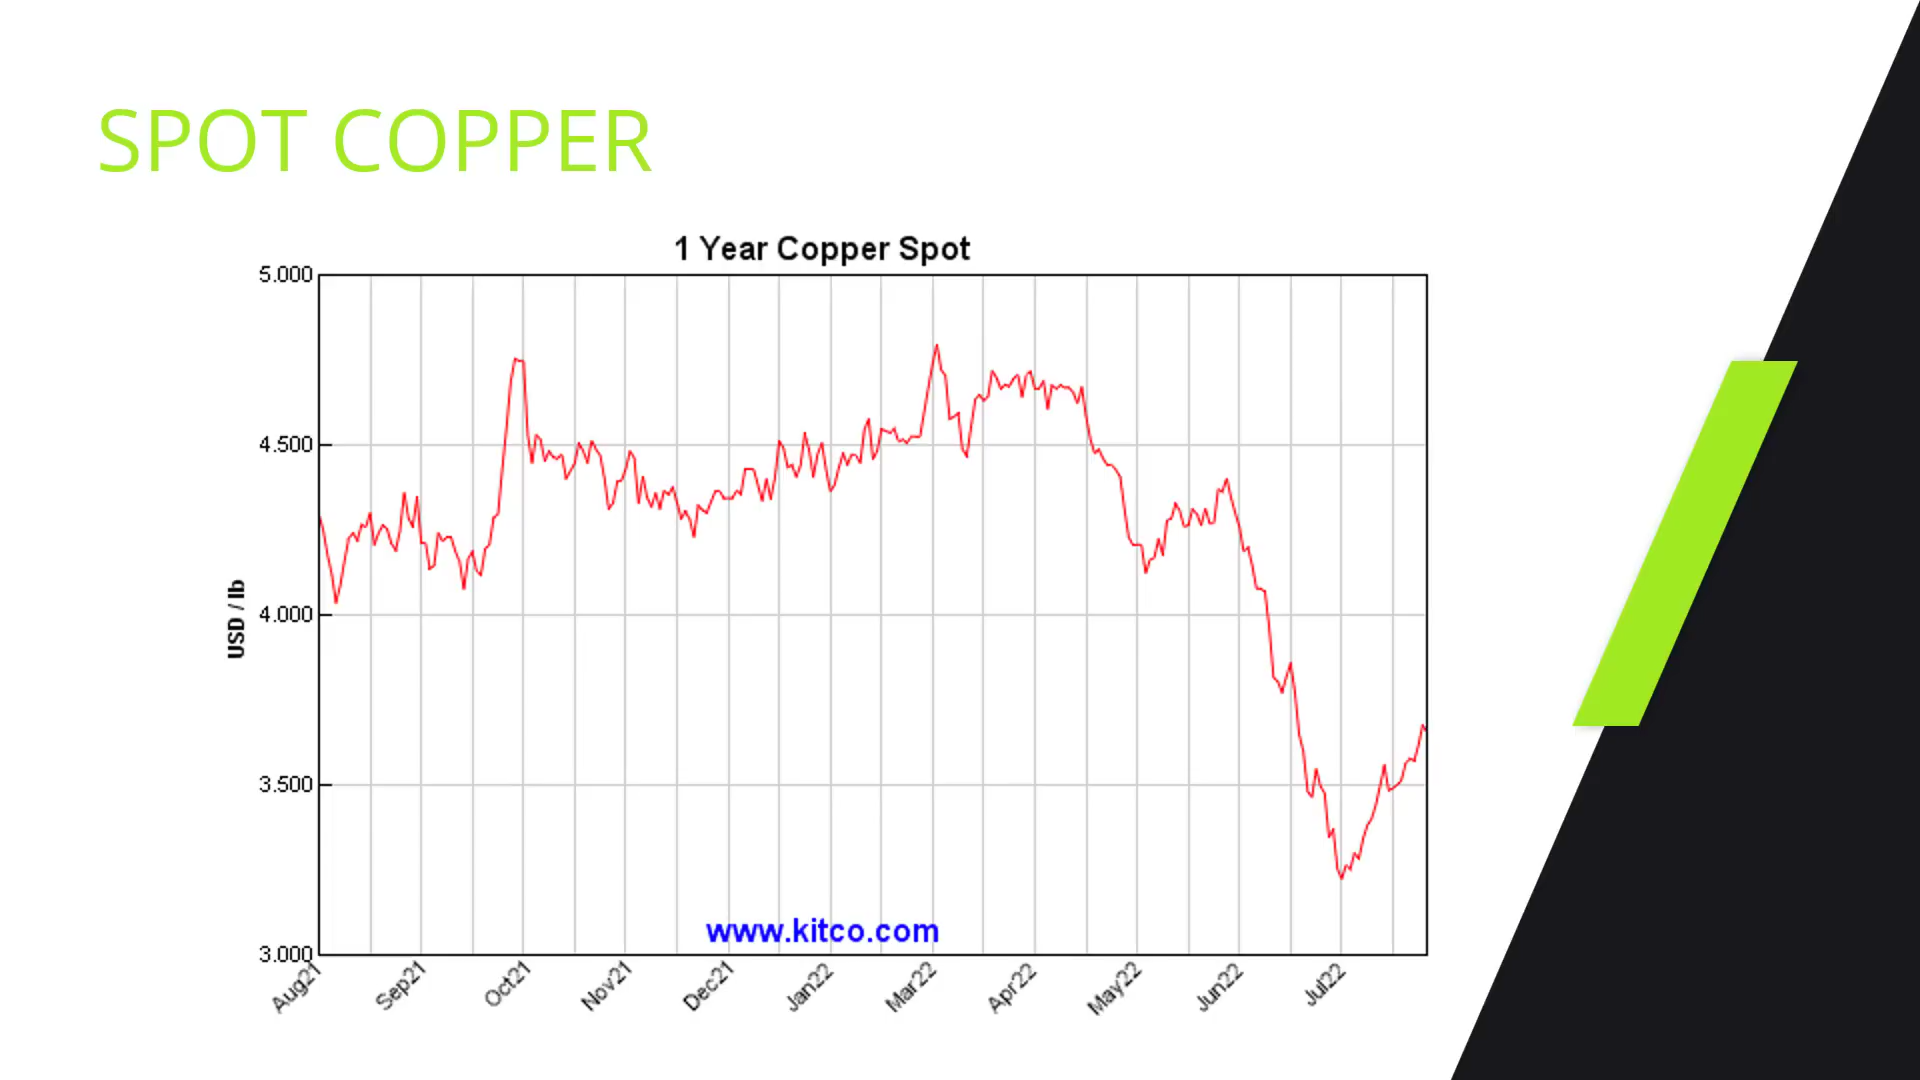 SPOT COPPER
1 Year Copper Spot
5.000
4.500
4.000
3.500
3.000
USD / lb
www.kitco.com
Aug21 Sep21 Oct21 Nov21 Dec21 Jan22 Mar22 Apr22 May22 Jun22 Jul22